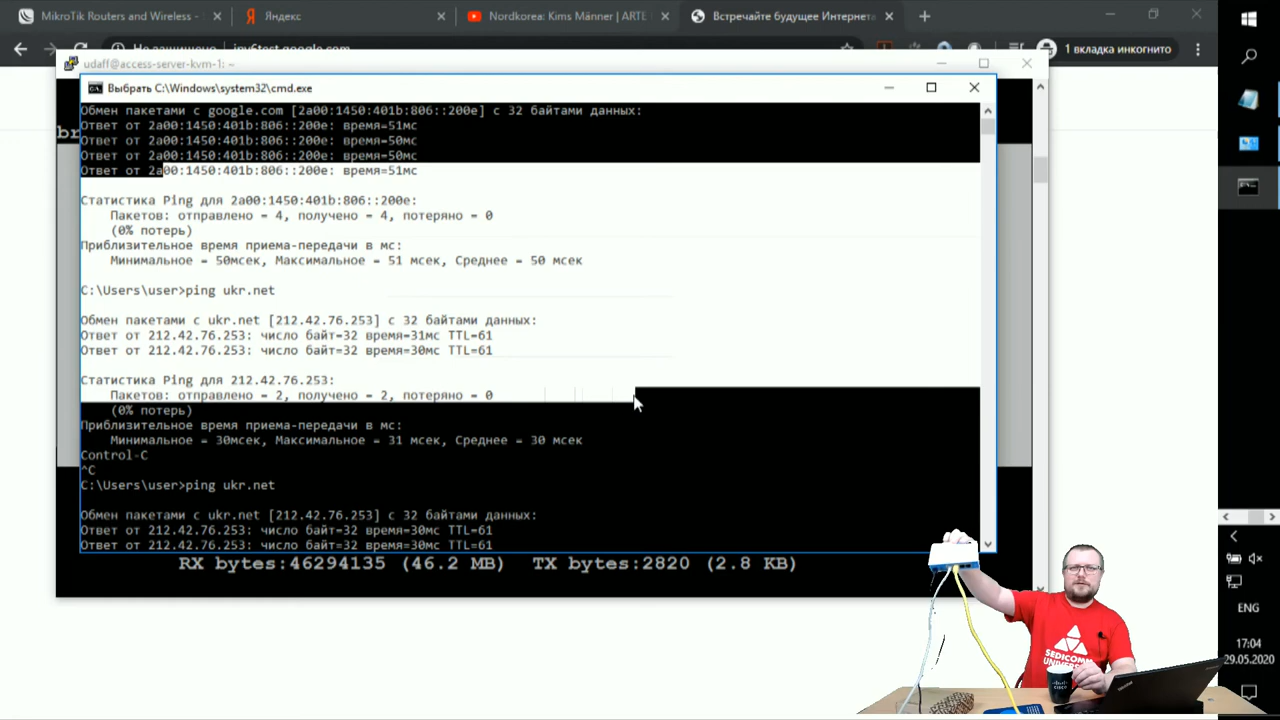 MikroTik Routers and Wireless -
Яндекс
Nordkorea: Kims Männer | ARTE
Встречайте будущее Интернета
Не защищено
ipv6test.google.com
1 вкладка инкогнито
udaff@access-server-kvm-1: ~
Выбрать C:\Windows\system32\cmd.exe
br
Обмен пакетами с google.com [2a00:1450:401b:806::200e] с 32 байтами данных:
Ответ от 2a00:1450:401b:806::200e: время=51мс
Ответ от 2a00:1450:401b:806::200e: время=50мс
Ответ от 2a00:1450:401b:806::200e: время=50мс
Ответ от 2a00:1450:401b:806::200e: время=51мс
Статистика Ping для 2a00:1450:401b:806::200e:
Пакетов: отправлено = 4, получено = 4, потеряно = 0
(0% потерь)
Приблизительное время приема-передачи в мс:
Минимальное = 50мсек, Максимальное = 51 мсек, Среднее = 50 мсек
C:\Users\user>ping ukr.net
Обмен пакетами с ukr.net [212.42.76.253] с 32 байтами данных:
Ответ от 212.42.76.253: число байт=32 время=31мс TTL=61
Ответ от 212.42.76.253: число байт=32 время=30мс TTL=61
Статистика Ping для 212.42.76.253:
Пакетов: отправлено = 2, получено = 2, потеряно = 0
(0% потерь)
Приблизительное время приема-передачи в мс:
Минимальное = 30мсек, Максимальное = 31 мсек, Среднее = 30 мсек
Control-C
^C
C:\Users\user>ping ukr.net
Обмен пакетами с ukr.net [212.42.76.253] с 32 байтами данных:
Ответ от 212.42.76.253: число байт=32 время=30мс TTL=61
Ответ от 212.42.76.253: число байт=32 время=30мс TTL=61
RX bytes:46294135 (46.2 MB) TX bytes:2820 (2.8 KB)
ENG
17:04
29.05.2020
SEDICOMM
UNIVERSITY